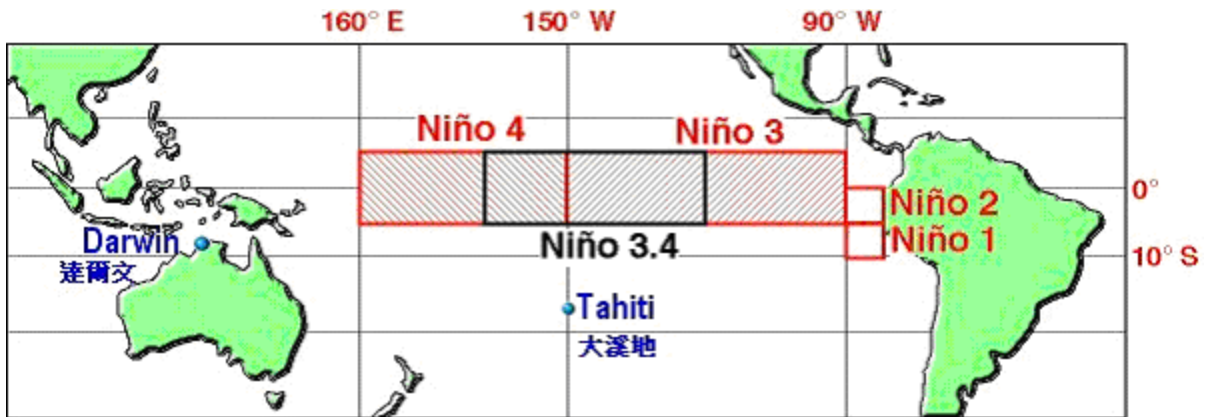 160° E 150° W 90° W
Niño 4 Niño 3
0°
Niño 2
Darwin Niño 3.4 Niño 1
達爾文 10° S
Tahiti
大溪地